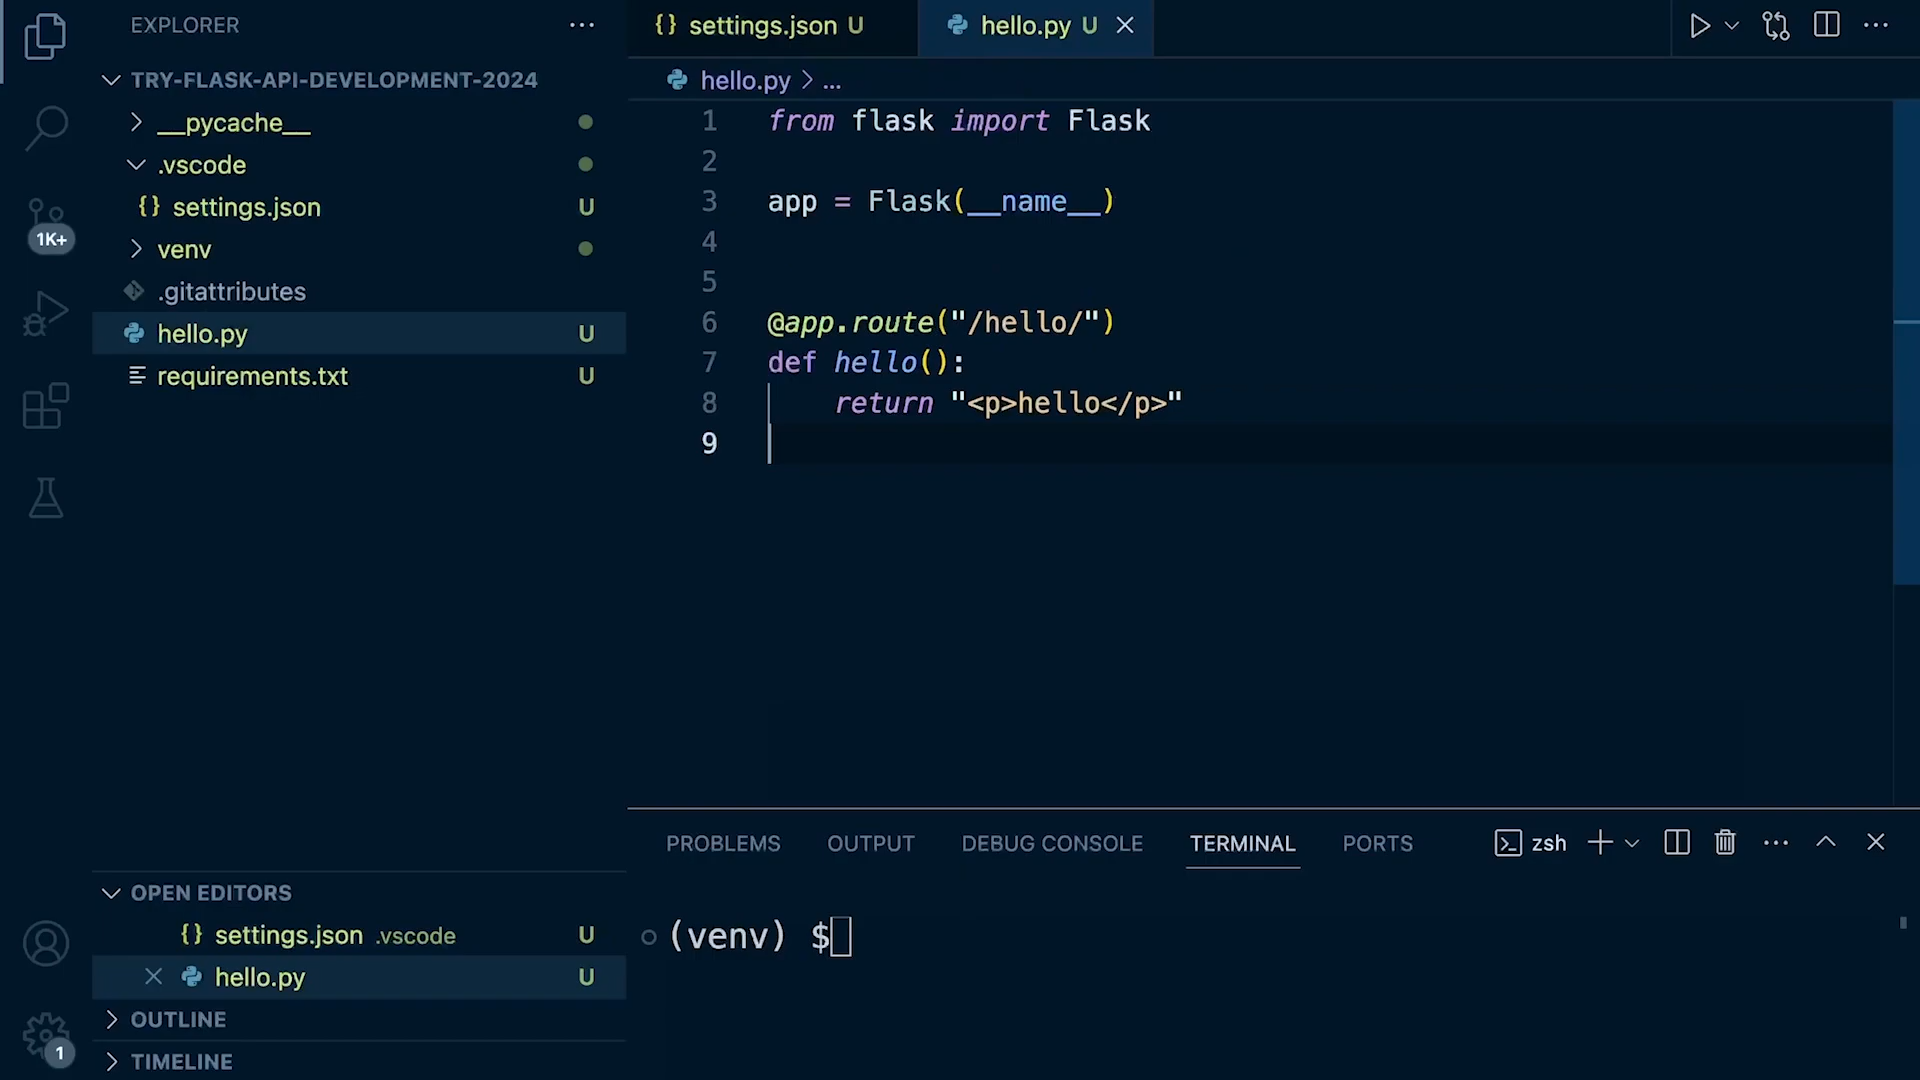 EXPLORER
TRY-FLASK-API-DEVELOPMENT-2024
__pycache__
.vscode
{} settings.json U
venv
.gitattributes
hello.py U
requirements.txt U
1K+
OPEN EDITORS
{} settings.json .vscode U
hello.py U
OUTLINE
TIMELINE
1
{} settings.json U
hello.py U
hello.py > ...
1 from flask import Flask
2
3 app = Flask(__name__)
4
5
6 @app.route("/hello/")
7 def hello():
8     return "<p>hello</p>"
9
PROBLEMS OUTPUT DEBUG CONSOLE TERMINAL PORTS zsh
(venv) $